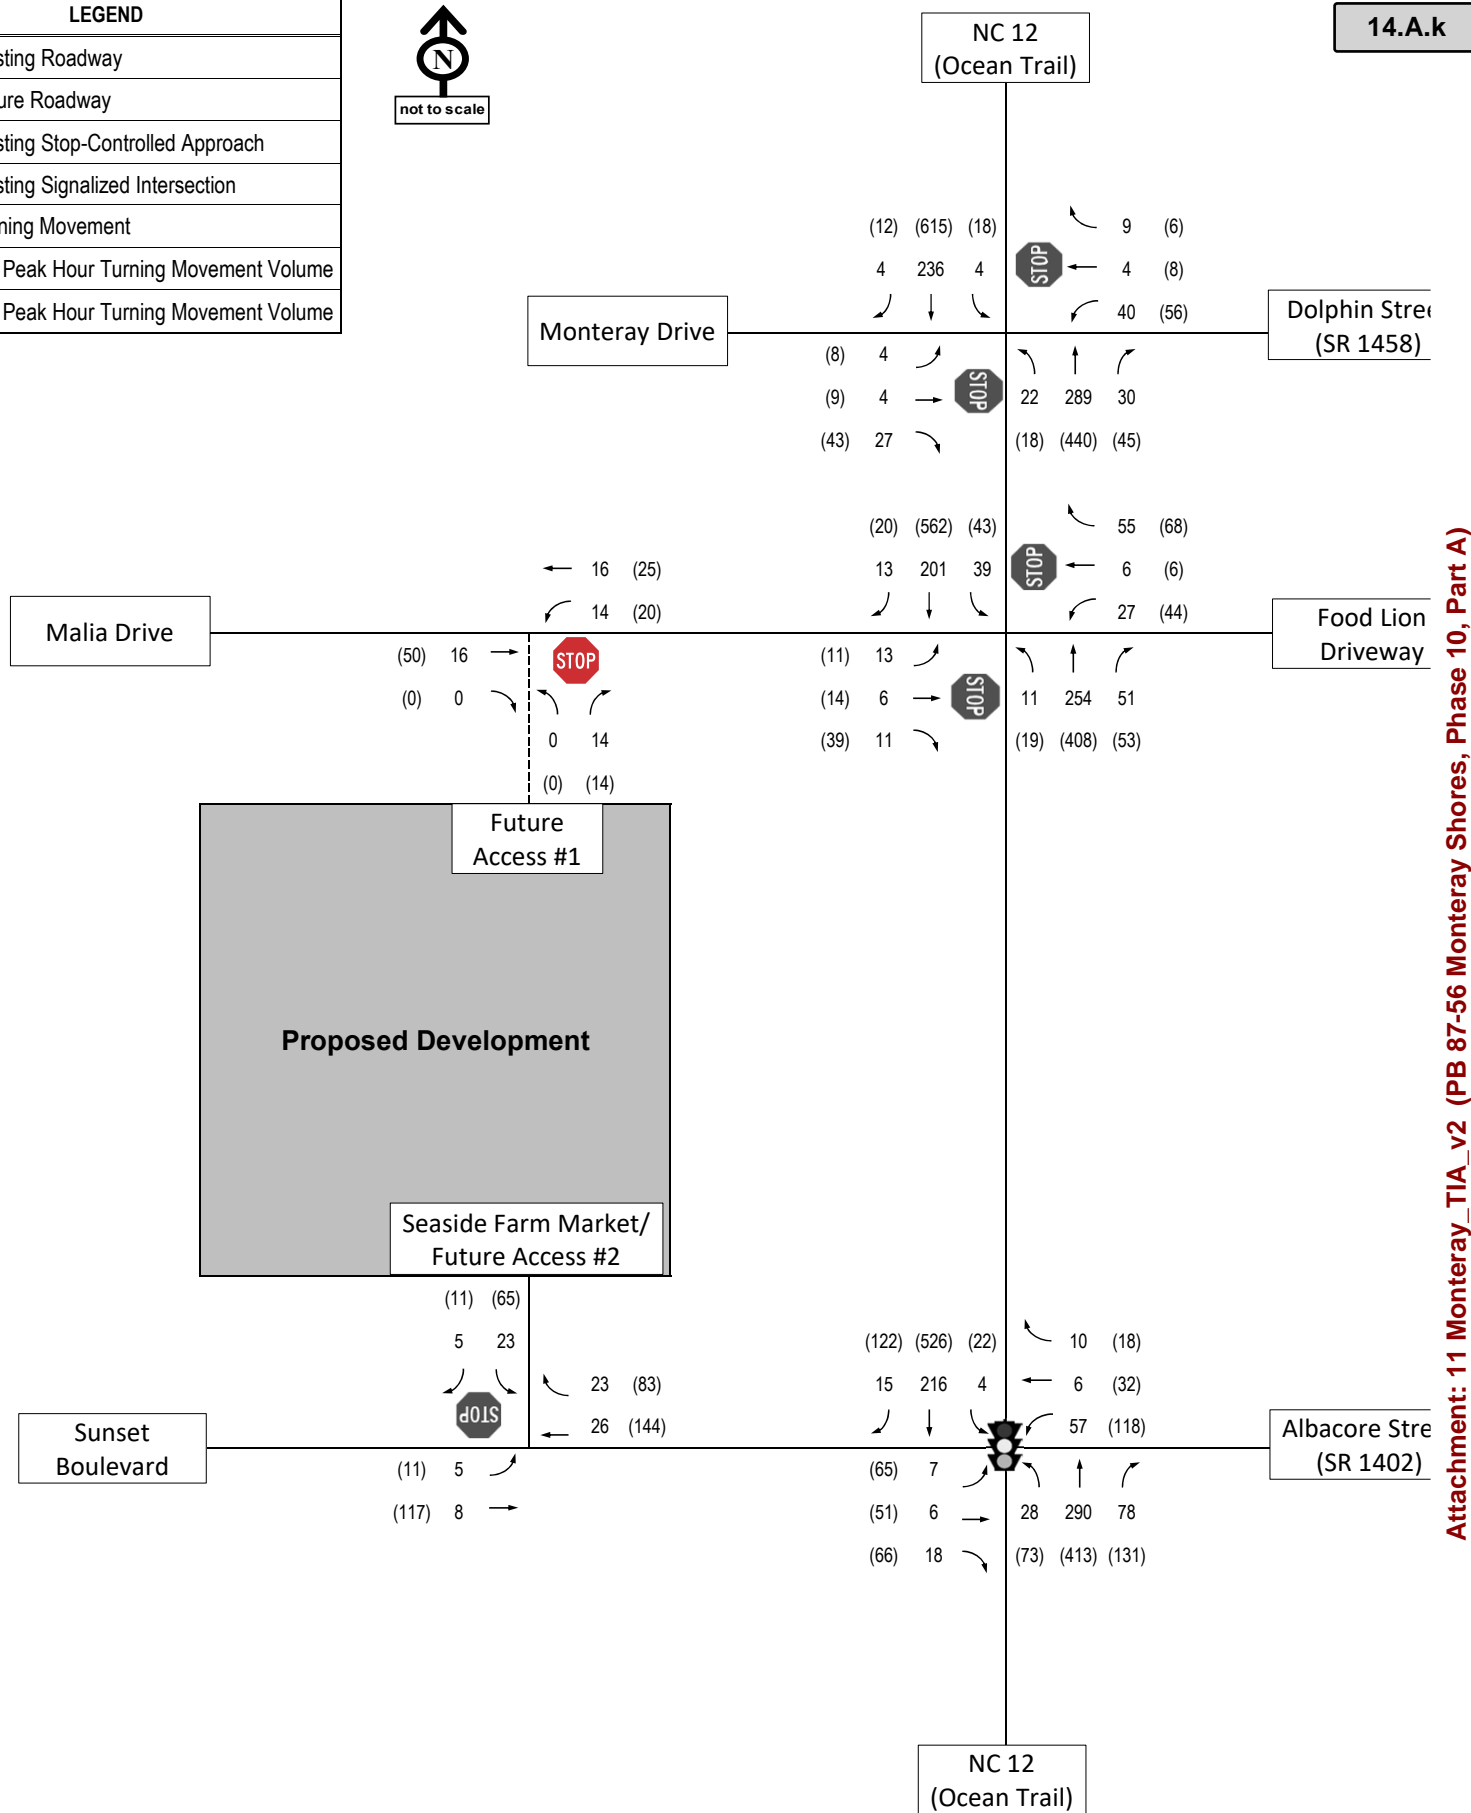 LEGEND
sting Roadway
ure Roadway
sting Stop-Controlled Approach
sting Signalized Intersection
ning Movement
Peak Hour Turning Movement Volume
Peak Hour Turning Movement Volume
N
not to scale
NC 12
(Ocean Trail)
14.A.k
(12) (615) (18)
4 236 4
STOP
9 (6)
4 (8)
40 (56)
Monteray Drive
Dolphin Stree
(SR 1458)
(8) 4
(9) 4
(43) 27
STOP
22 289 30
(18) (440) (45)
(20) (562) (43)
13 201 39
STOP
55 (68)
6 (6)
27 (44)
16 (25)
14 (20)
Malia Drive
Food Lion
Driveway
(50) 16
(0) 0
STOP
0 14
(0) (14)
(11) 13
(14) 6
(39) 11
STOP
11 254 51
(19) (408) (53)
Future
Access #1
Proposed Development
Seaside Farm Market/
Future Access #2
(11) (65)
5 23
STOP
23 (83)
26 (144)
(122) (526) (22)
15 216 4
10 (18)
6 (32)
57 (118)
Sunset
Boulevard
Albacore Stre
(SR 1402)
(11) 5
(117) 8
(65) 7
(51) 6
(66) 18
28 290 78
(73) (413) (131)
NC 12
(Ocean Trail)
Attachment: 11 Monteray_TIA_v2 (PB 87-56 Monteray Shores, Phase 10, Part A)